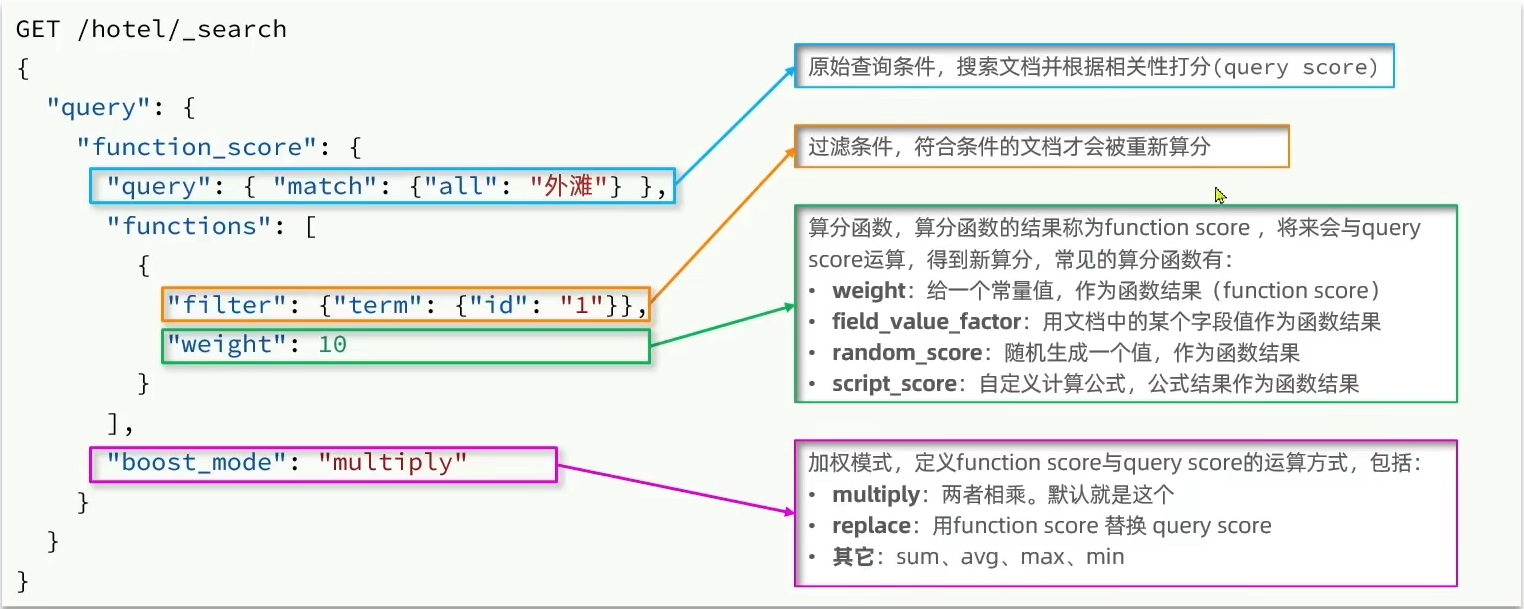 GET /hotel/_search
{
  "query": {
    "function_score": {
      "query": { "match": {"all": "外滩"} },
      "functions": [
        {
          "filter": {"term": {"id": "1"}},
          "weight": 10
        }
      ],
      "boost_mode": "multiply"
    }
  }
}
原始查询条件，搜索文档并根据相关性打分(query score)
过滤条件，符合条件的文档才会被重新算分
算分函数，算分函数的结果称为function score ，将来会与query
score运算，得到新算分，常见的算分函数有：
• weight：给一个常量值，作为函数结果（function score）
• field_value_factor：用文档中的某个字段值作为函数结果
• random_score：随机生成一个值，作为函数结果
• script_score：自定义计算公式，公式结果作为函数结果
加权模式，定义function score与query score的运算方式，包括：
• multiply：两者相乘。默认就是这个
• replace：用function score 替换 query score
• 其它：sum、avg、max、min